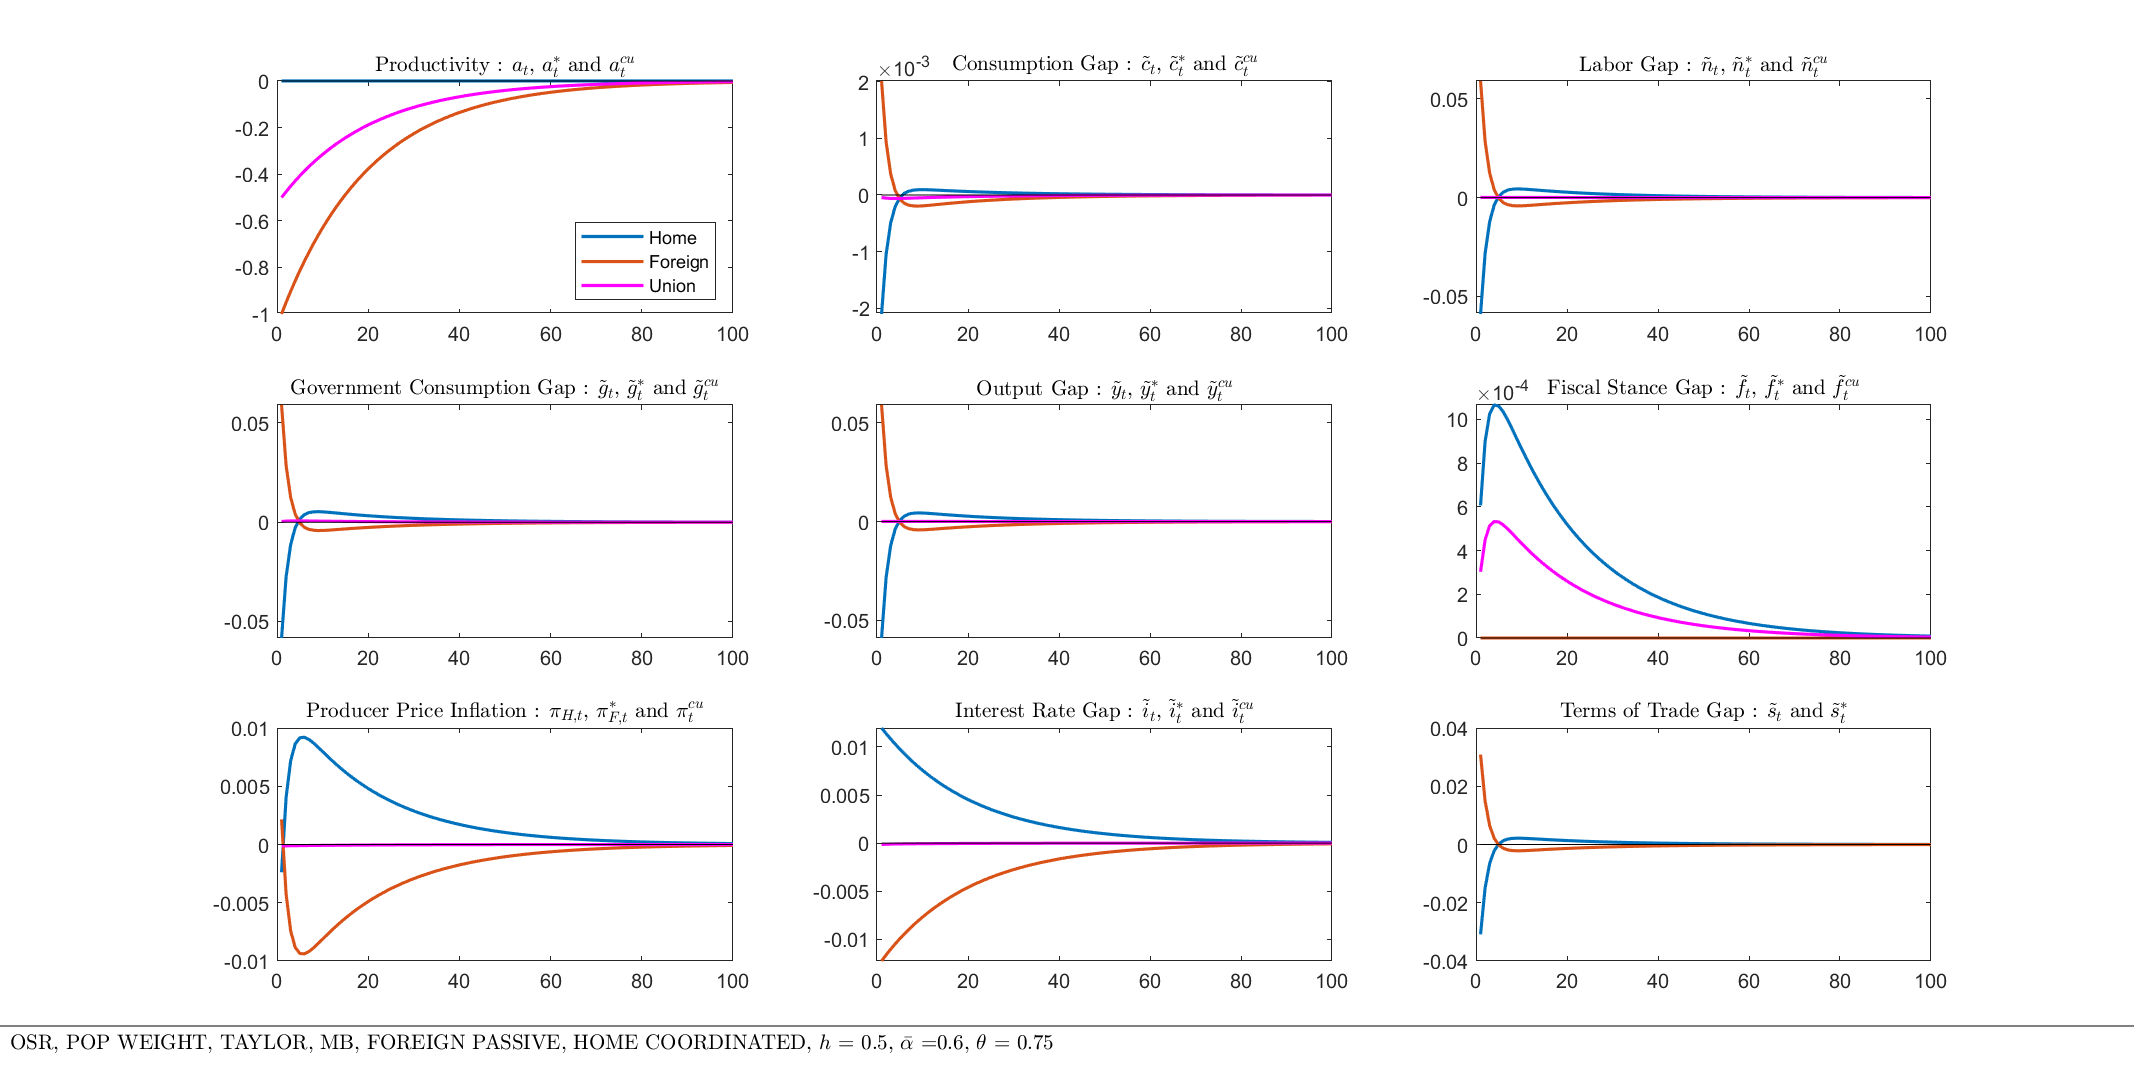 Productivity : a_t, a_t^* and a_t^{cu}
0
-0.2
-0.4
-0.6
-0.8
-1
0 20 40 60 80 100
Home
Foreign
Union
×10^{-3}
Consumption Gap : c̃_t, c̃_t^* and c̃_t^{cu}
2
1
0
-1
-2
0 20 40 60 80 100
Labor Gap : ñ_t, ñ_t^* and ñ_t^{cu}
0.05
0
-0.05
0 20 40 60 80 100
Government Consumption Gap : g̃_t, g̃_t^* and g̃_t^{cu}
0.05
0
-0.05
0 20 40 60 80 100
Output Gap : ỹ_t, ỹ_t^* and ỹ_t^{cu}
0.05
0
-0.05
0 20 40 60 80 100
×10^{-4}
Fiscal Stance Gap : f̃_t, f̃_t^* and f̃_t^{cu}
10
8
6
4
2
0
0 20 40 60 80 100
Producer Price Inflation : π_{H,t}, π_{F,t}^* and π_t^{cu}
0.01
0.005
0
-0.005
-0.01
0 20 40 60 80 100
Interest Rate Gap : ĩ_t, ĩ_t^* and ĩ_t^{cu}
0.01
0.005
0
-0.005
-0.01
0 20 40 60 80 100
Terms of Trade Gap : s̃_t and s̃_t^*
0.04
0.02
0
-0.02
-0.04
0 20 40 60 80 100
OSR, POP WEIGHT, TAYLOR, MB, FOREIGN PASSIVE, HOME COORDINATED, h = 0.5, ᾱ =0.6, θ = 0.75